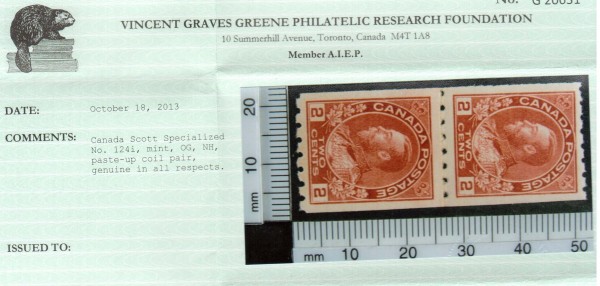 No. G 20051
VINCENT GRAVES GREENE PHILATELIC RESEARCH FOUNDATION
10 Summerhill Avenue, Toronto, Canada M4T 1A8
Member A.I.E.P.
DATE: October 18, 2013
COMMENTS: Canada Scott Specialized
No. 124i, mint, OG, NH,
paste-up coil pair,
genuine in all respects.
ISSUED TO:
20
10
mm
CANADA POSTAGE
2 CENTS 2
CANADA POSTAGE
2 TWO CENTS 2
mm 10 20 30 40 50